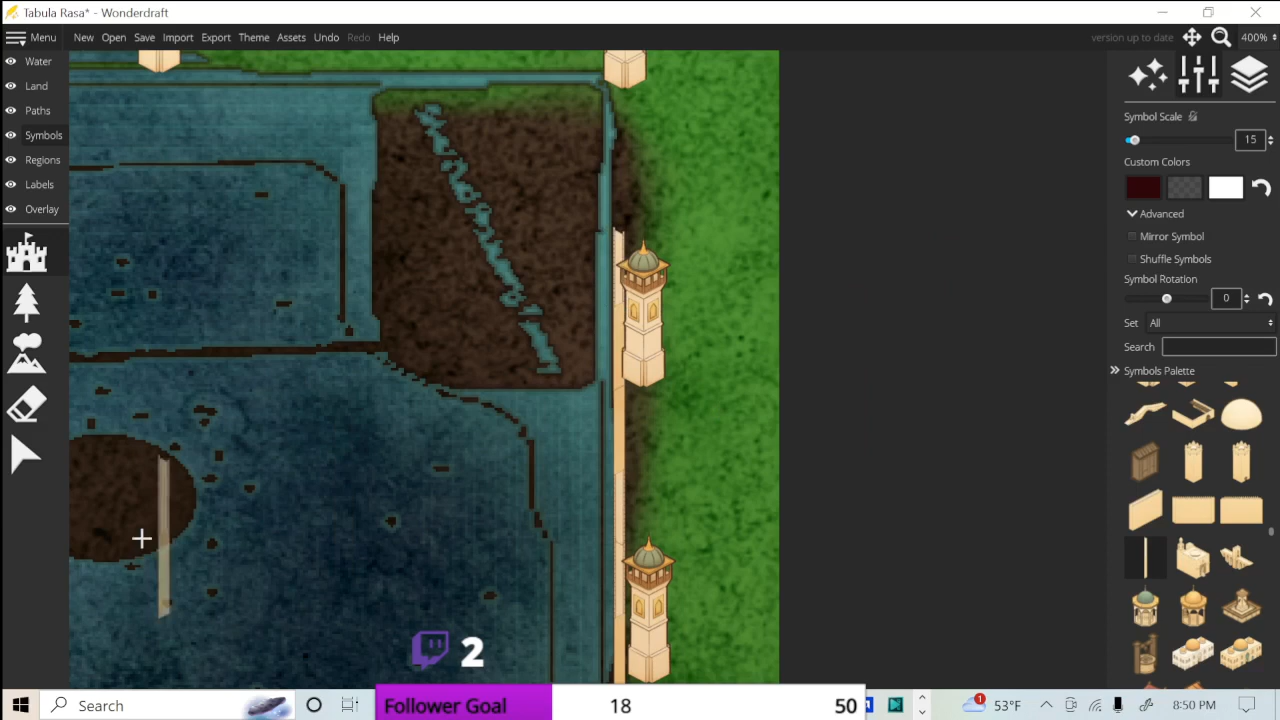 Tabula Rasa* - Wonderdraft
Menu New Open Save Import Export Theme Assets Undo Redo Help version up to date 400%
Water
Land
Paths
Symbols
Regions
Labels
Overlay
Symbol Scale
15
Custom Colors
Advanced
Mirror Symbol
Shuffle Symbols
Symbol Rotation
0
Set All
Search
Symbols Palette
2
Follower Goal 18 50
Search
1 53°F 8:50 PM